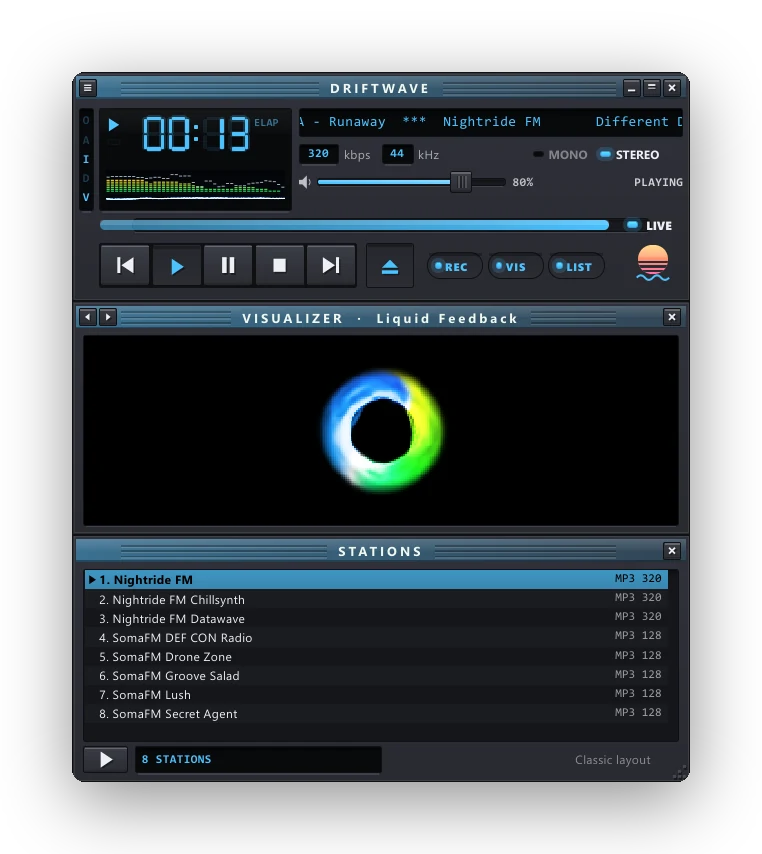 DRIFTWAVE
O
A
I
D
V
00:13 ELAP
A - Runaway *** Nightride FM Different D
320 kbps 44 kHz MONO STEREO
80% PLAYING
LIVE
REC VIS LIST
VISUALIZER · Liquid Feedback
STATIONS
1. Nightride FM MP3 320
2. Nightride FM Chillsynth MP3 320
3. Nightride FM Datawave MP3 320
4. SomaFM DEF CON Radio MP3 128
5. SomaFM Drone Zone MP3 128
6. SomaFM Groove Salad MP3 128
7. SomaFM Lush MP3 128
8. SomaFM Secret Agent MP3 128
8 STATIONS Classic layout